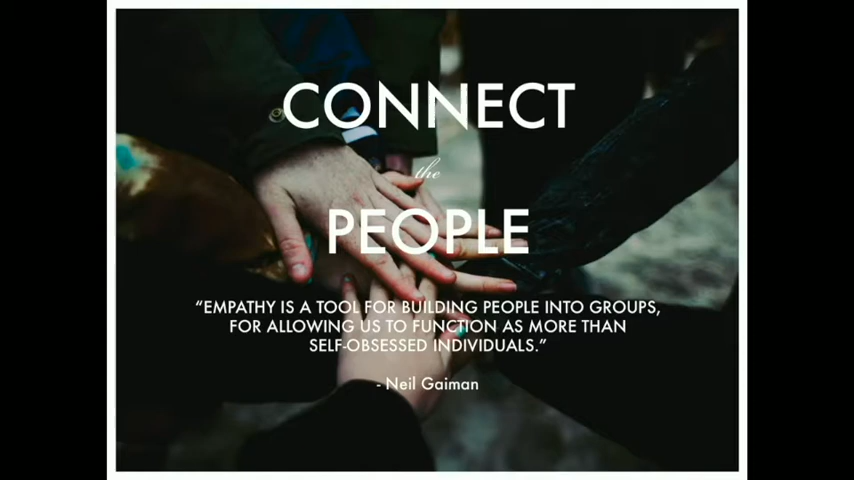 CONNECT
the
PEOPLE
“EMPATHY IS A TOOL FOR BUILDING PEOPLE INTO GROUPS,
FOR ALLOWING US TO FUNCTION AS MORE THAN
SELF-OBSESSED INDIVIDUALS.”
- Neil Gaiman